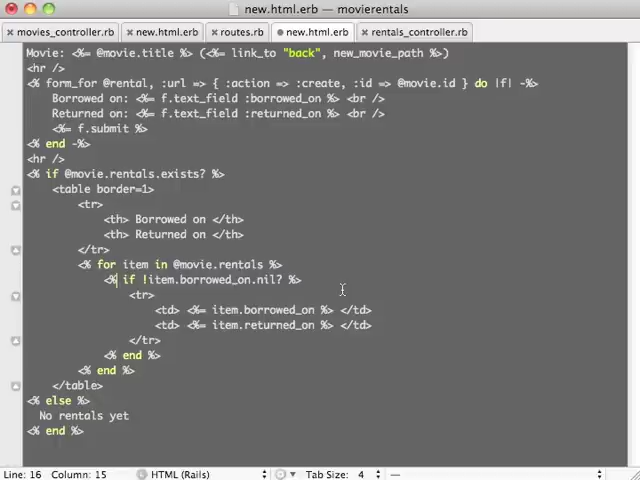 new.html.erb — movierentals
movies_controller.rb new.html.erb routes.rb new.html.erb rentals_controller.rb
Movie: <%= @movie.title %> (<%= link_to "back", new_movie_path %>)
<hr />
<% form_for @rental, :url => { :action => :create, :id => @movie.id } do |f| -%>
Borrowed on: <%= f.text_field :borrowed_on %> <br />
Returned on: <%= f.text_field :returned_on %> <br />
<%= f.submit %>
<% end -%>
<hr />
<% if @movie.rentals.exists? %>
<table border=1>
<tr>
<th> Borrowed on </th>
<th> Returned on </th>
</tr>
<% for item in @movie.rentals %>
<% if !item.borrowed_on.nil? %>
<tr>
<td> <%= item.borrowed_on %> </td>
<td> <%= item.returned_on %> </td>
</tr>
<% end %>
<% end %>
</table>
<% else %>
No rentals yet
<% end %>
Line: 16 Column: 15 HTML (Rails) Tab Size: 4 —